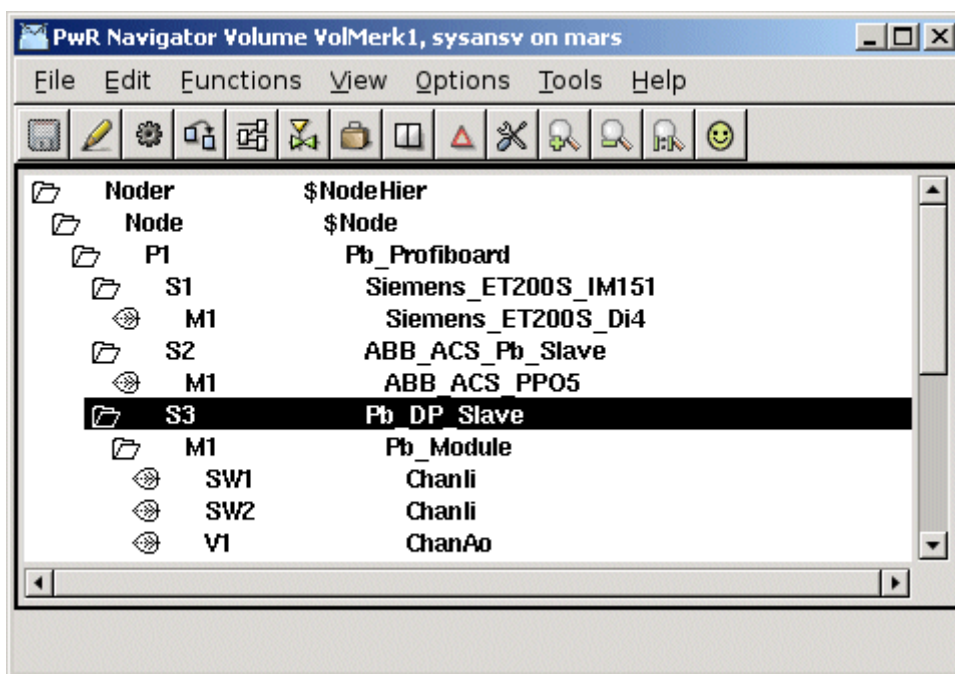 PwR Navigator Volume VolMerk1, sysansv on mars
File Edit Functions View Options Tools Help
Noder $NodeHier
Node $Node
P1 Pb_Profiboard
S1 Siemens_ET200S_IM151
M1 Siemens_ET200S_Di4
S2 ABB_ACS_Pb_Slave
M1 ABB_ACS_PPO5
S3 Pb_DP_Slave
M1 Pb_Module
SW1 ChanIi
SW2 ChanIi
V1 ChanAo